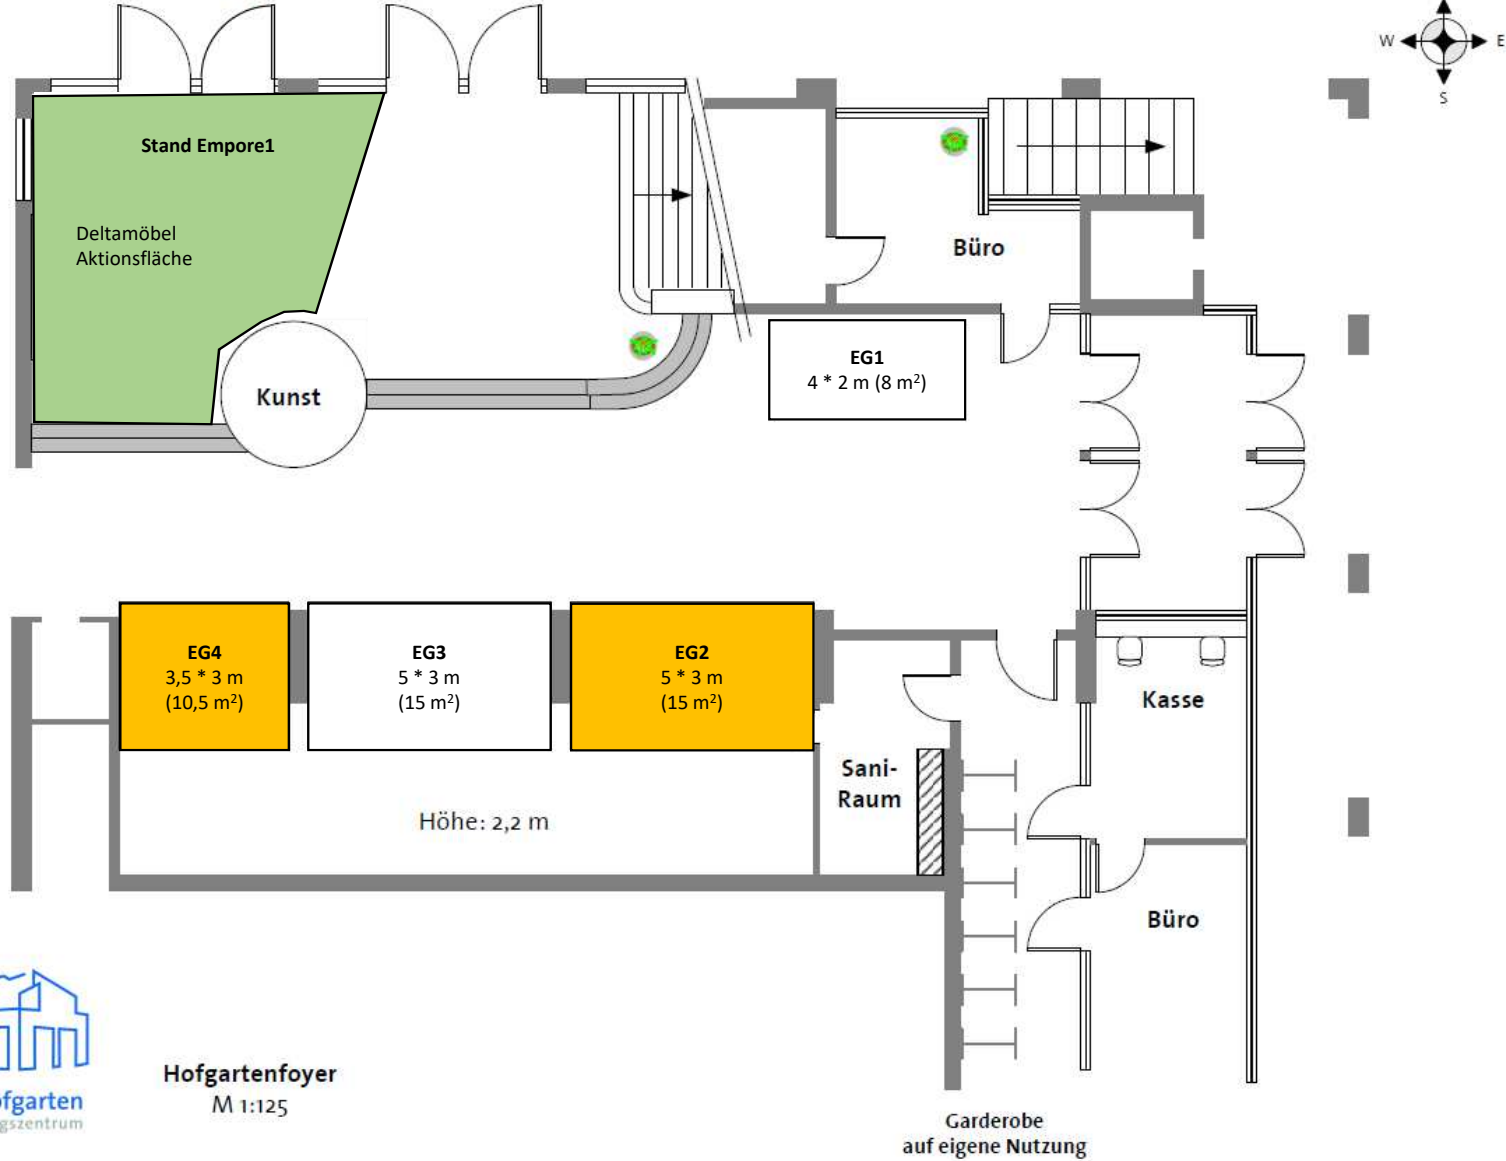 W
E
S
Stand Empore1
Deltamöbel
Aktionsfläche
Büro
Kunst
EG1
4 * 2 m (8 m²)
EG4
3,5 * 3 m
(10,5 m²)
EG3
5 * 3 m
(15 m²)
EG2
5 * 3 m
(15 m²)
Kasse
Sani-
Raum
Höhe: 2,2 m
Büro
ofgarten
gszentrum
Hofgartenfoyer
M 1:125
Garderobe
auf eigene Nutzung